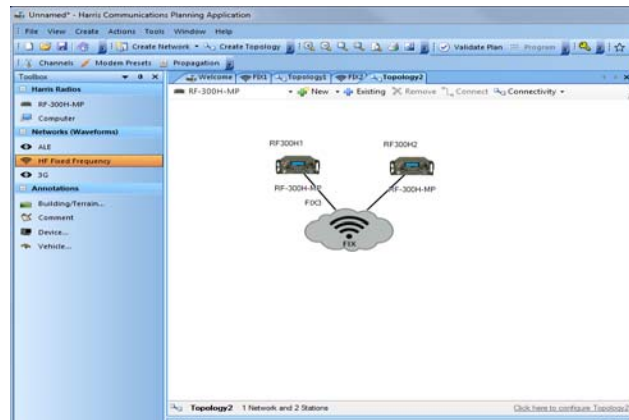 Unnamed* - Harris Communications Planning Application
File View Create Actions Tools Window Help
Create Network Create Topology Validate Plan Program
Channels Modem Presets Propagation
Toolbox
Welcome FIX1 Topology1 FIX2 Topology2
Harris Radios
RF-300H-MP New Existing Remove Connect Connectivity
RF-300H-MP
Computer
Networks (Waveforms)
ALE
HF Fixed Frequency
3G
Annotations
Building/Terrain...
Comment
Device...
Vehicle...
RF300H1 RF300H2
RF-300H-MP RF-300H-MP
FIX3
FIX
Topology2 1 Network and 2 Stations Click here to configure Topology2